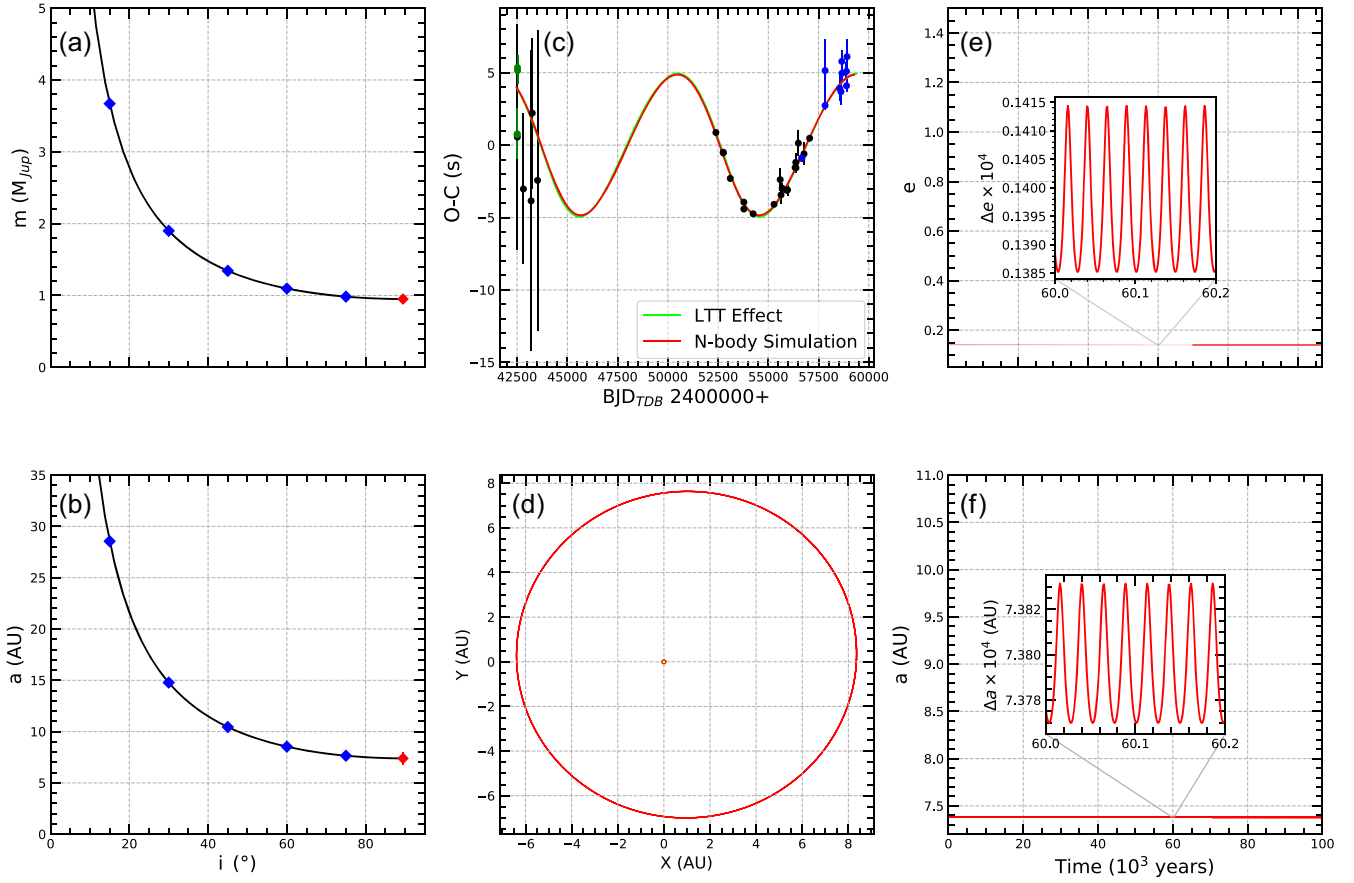 (a)
m (M_Jup)
5
4
3
2
1
0
(c)
O-C (s)
5
0
−5
−10
−15
LTT Effect
N-body Simulation
42500 45000 47500 50000 52500 55000 57500 60000
BJD_TDB 2400000+
(e)
e
1.4
1.2
1.0
0.8
0.6
0.4
0.2
Δe × 10⁴
0.1415
0.1410
0.1405
0.1400
0.1395
0.1390
0.1385
60.0 60.1 60.2
(b)
a (AU)
35
30
25
20
15
10
5
0
0 20 40 60 80
i (°)
(d)
Y (AU)
8
6
4
2
0
−2
−4
−6
−6 −4 −2 0 2 4 6 8
X (AU)
(f)
a (AU)
11.0
10.5
10.0
9.5
9.0
8.5
8.0
7.5
Δa × 10⁴ (AU)
7.382
7.380
7.378
60.0 60.1 60.2
0 20 40 60 80 100
Time (10³ years)